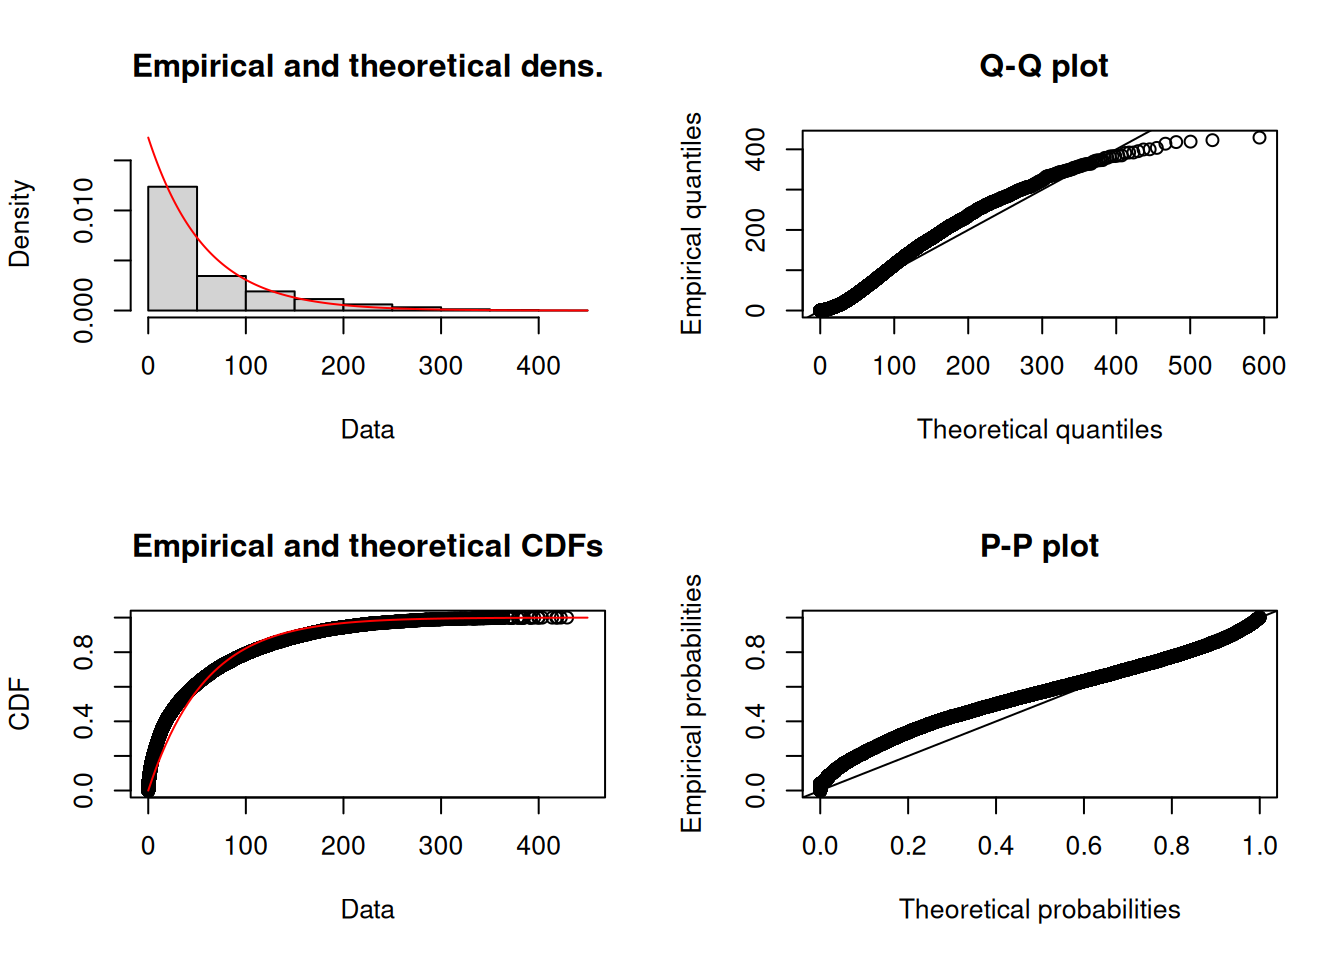 Empirical and theoretical dens.
Density
0.000 0.010
0 100 200 300 400
Data
Q-Q plot
Empirical quantiles
0 200 400
0 100 200 300 400 500 600
Theoretical quantiles
Empirical and theoretical CDFs
CDF
0.0 0.4 0.8
0 100 200 300 400
Data
P-P plot
Empirical probabilities
0.0 0.4 0.8
0.0 0.2 0.4 0.6 0.8 1.0
Theoretical probabilities